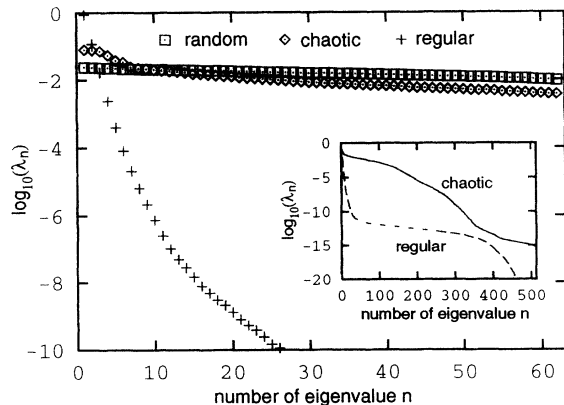 0
random
chaotic
regular
-2
-4
-6
-8
-10
log10(λn)
0
10
20
30
40
50
60
number of eigenvalue n
0
-5
-10
-15
-20
log10(λn)
chaotic
regular
0 100 200 300 400 500
number of eigenvalue n